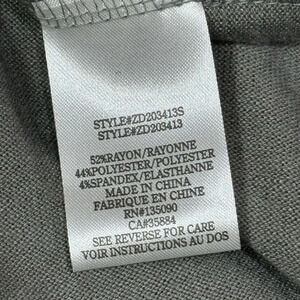 STYLE#ZD203413S
STYLE#ZD203413
52%RAYON/RAYONNE
44%POLYESTER/POLYESTER
4%SPANDEX/ELASTHANNE
MADE IN CHINA
FABRIQUE EN CHINE
RN#135090
CA#35884
SEE REVERSE FOR CARE
VOIR INSTRUCTIONS AU DOS